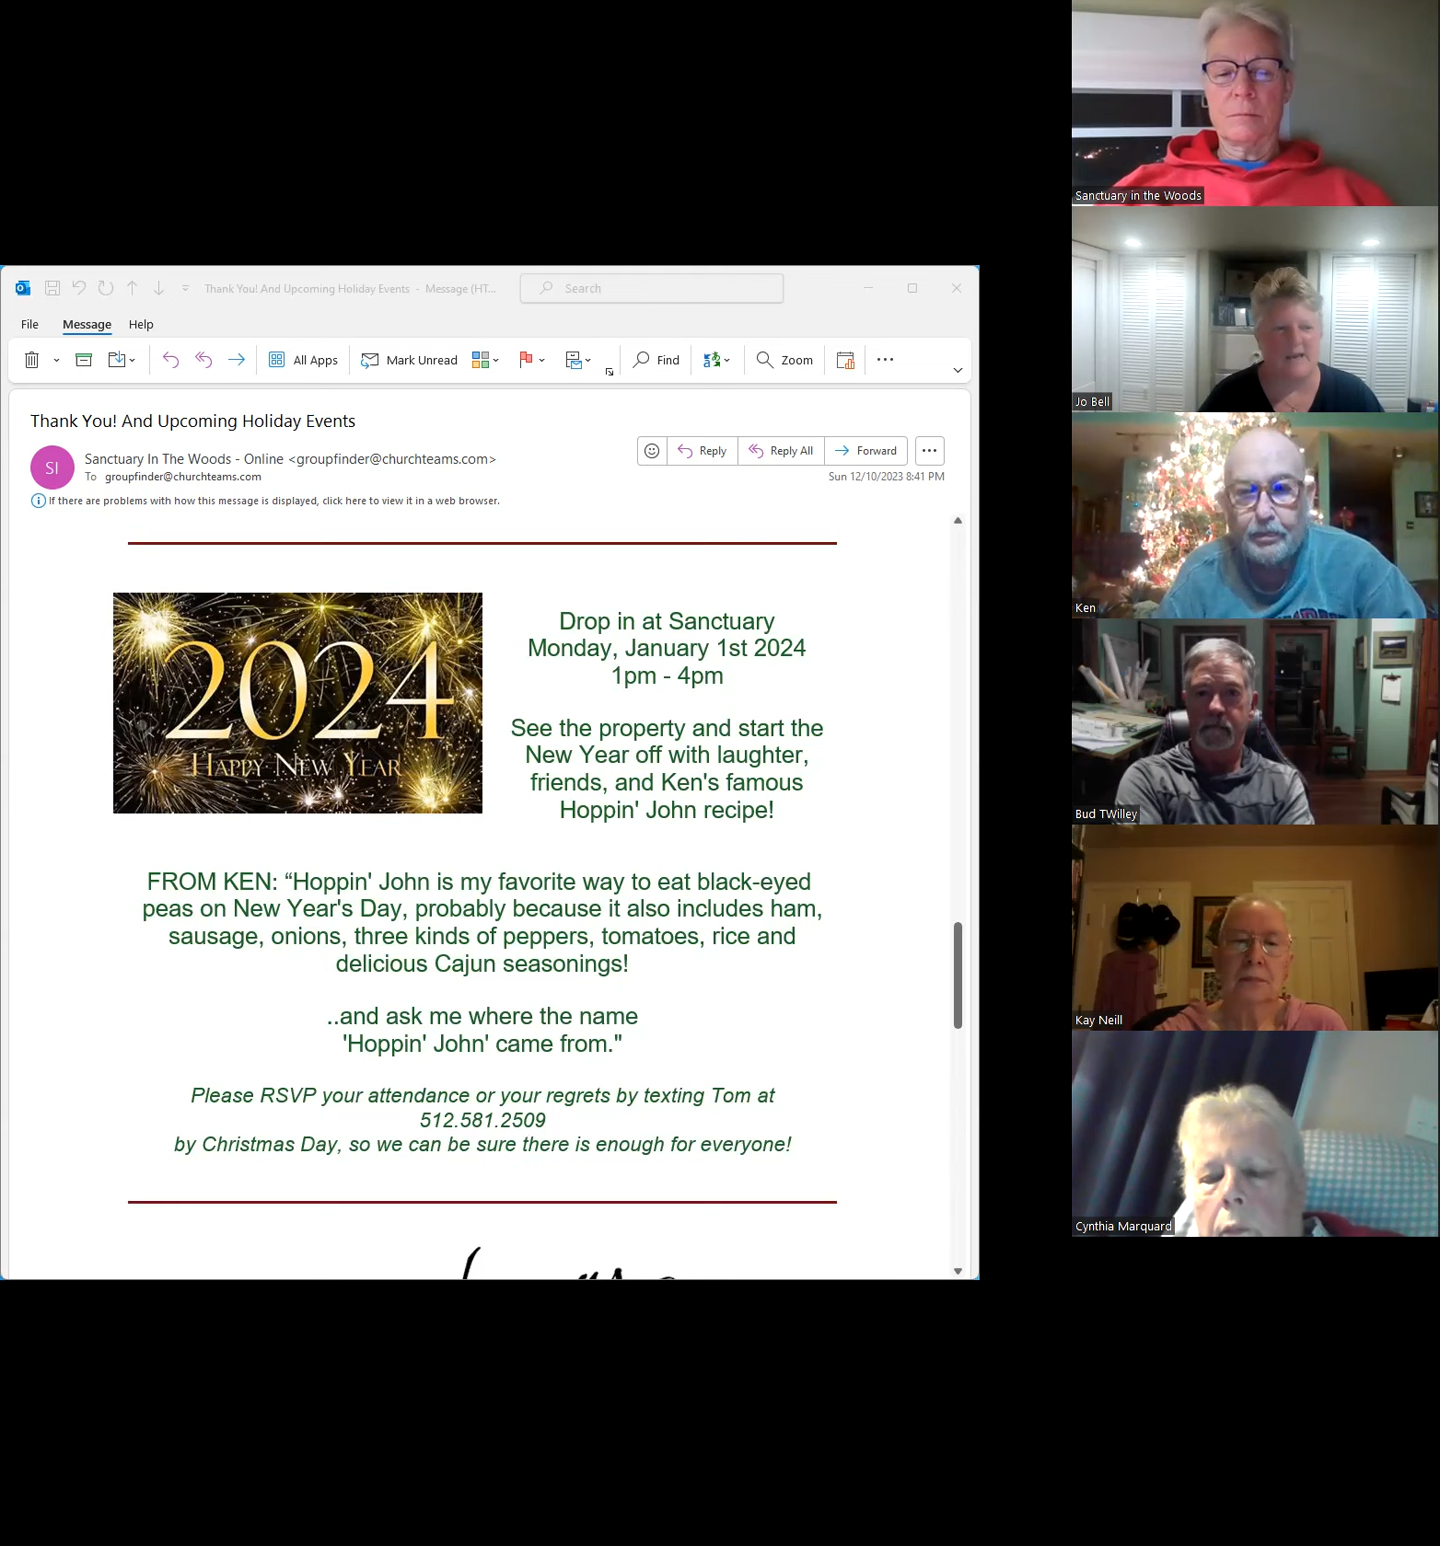 Thank You! And Upcoming Holiday Events - Message (HT...
Search
File Message Help
All Apps Mark Unread Find Zoom
Thank You! And Upcoming Holiday Events
SI
Sanctuary In The Woods - Online <groupfinder@churchteams.com>
To groupfinder@churchteams.com
Reply Reply All Forward
Sun 12/10/2023 8:41 PM
If there are problems with how this message is displayed, click here to view it in a web browser.
2024
HAPPY NEW YEAR
Drop in at Sanctuary
Monday, January 1st 2024
1pm - 4pm
See the property and start the
New Year off with laughter,
friends, and Ken's famous
Hoppin' John recipe!
FROM KEN: “Hoppin' John is my favorite way to eat black-eyed
peas on New Year's Day, probably because it also includes ham,
sausage, onions, three kinds of peppers, tomatoes, rice and
delicious Cajun seasonings!
..and ask me where the name
'Hoppin' John' came from."
Please RSVP your attendance or your regrets by texting Tom at
512.581.2509
by Christmas Day, so we can be sure there is enough for everyone!
Sanctuary in the Woods
Jo Bell
Ken
Bud TWilley
Kay Neill
Cynthia Marquard